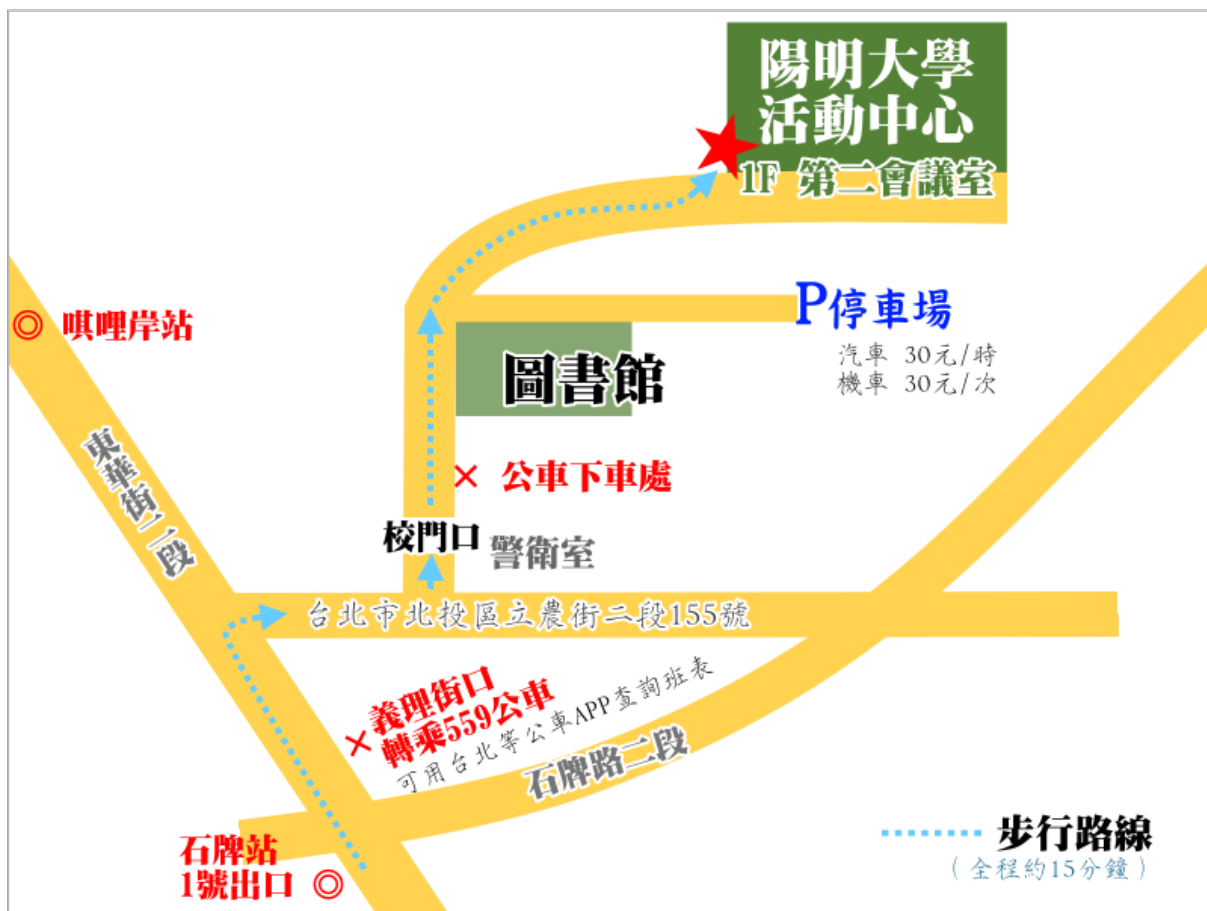 陽明大學
活動中心
1F 第二會議室
P停車場
汽車 30元/時
機車 30元/次
◎ 唭哩岸站
圖書館
東華街二段
× 公車下車處
校門口
警衛室
台北市北投區立農街二段155號
× 義理街口
轉乘559公車
可用台北等公車APP查詢班表
石牌路二段
石牌站
1號出口 ◎
步行路線
(全程約15分鐘)